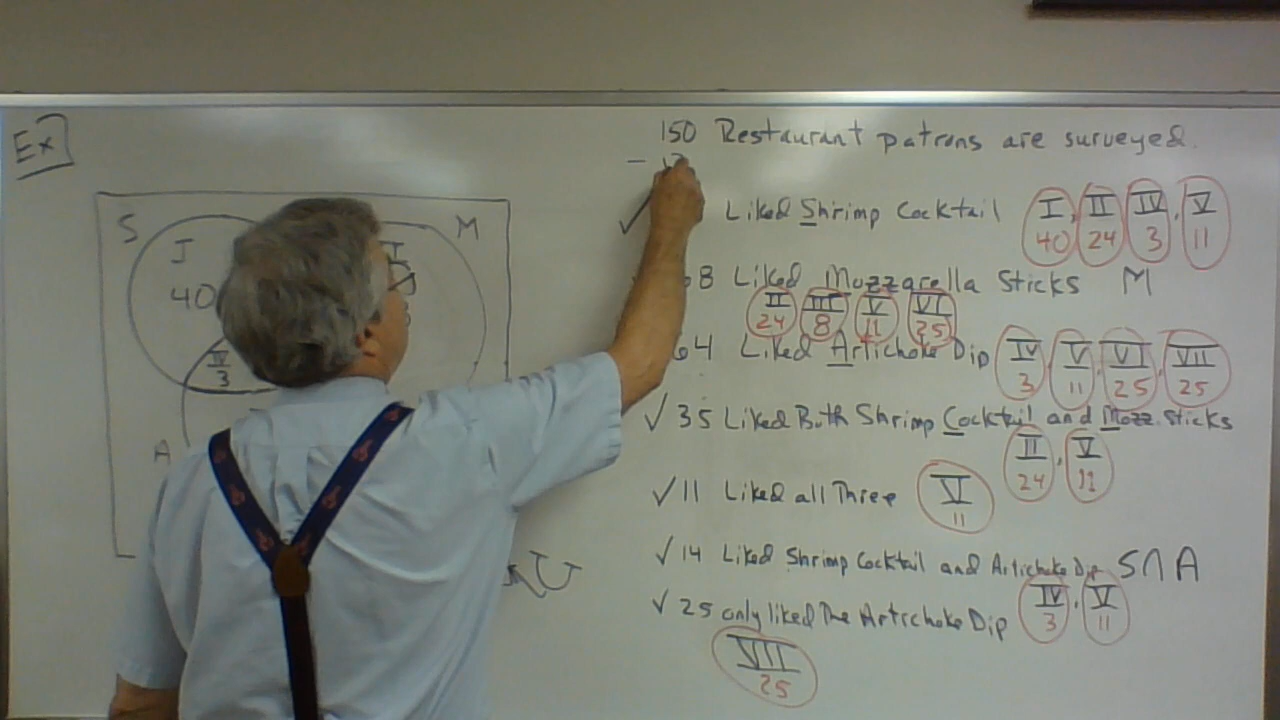 Ex
150 Restaurant patrons are surveyed.
-
✓ Liked Shrimp Cocktail I, II, IV, V
40 24 3 11
8 Liked Mozzarella Sticks M
II III V VI
24 8 11 25
64 Liked Artichoke Dip IV, V, VI, VII
3 11 25 25
✓ 35 Liked Both Shrimp Cocktail and Mozz. Sticks
II, V
24 11
✓ 11 Liked all Three V
11
✓ 14 Liked Shrimp Cocktail and Artichoke Dip S∩A
IV, V
3 11
✓ 25 only liked The Artichoke Dip
VII
25
S
M
I
40
IV
3
A
U